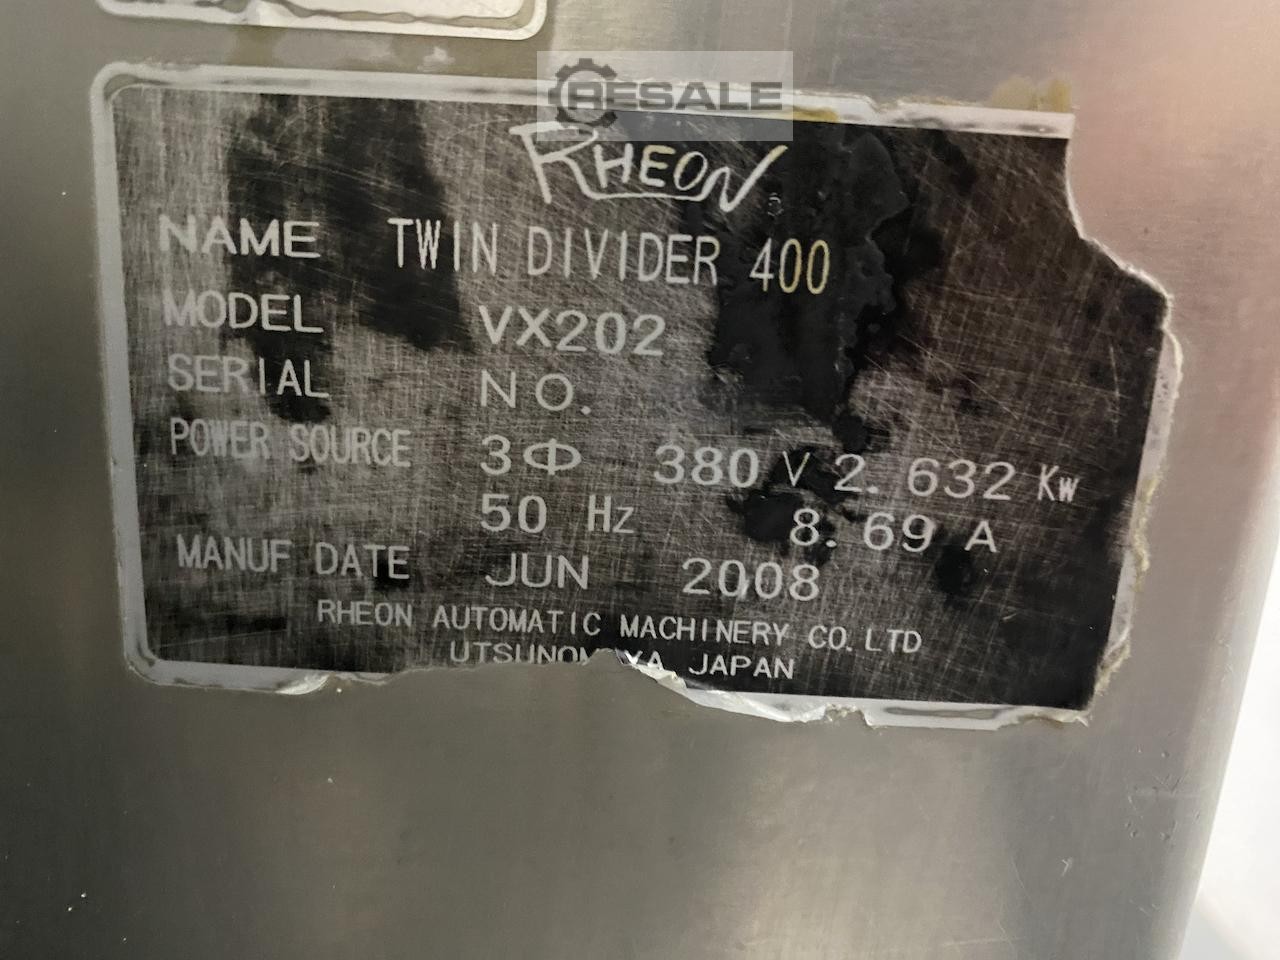 RESALE
RHEON
NAME TWIN DIVIDER 400
MODEL VX202
SERIAL NO.
POWER SOURCE 3Φ 380 V 2. 632 Kw
50 Hz 8. 69 A
MANUF DATE JUN 2008
RHEON AUTOMATIC MACHINERY CO. LTD
UTSUNOMIYA JAPAN